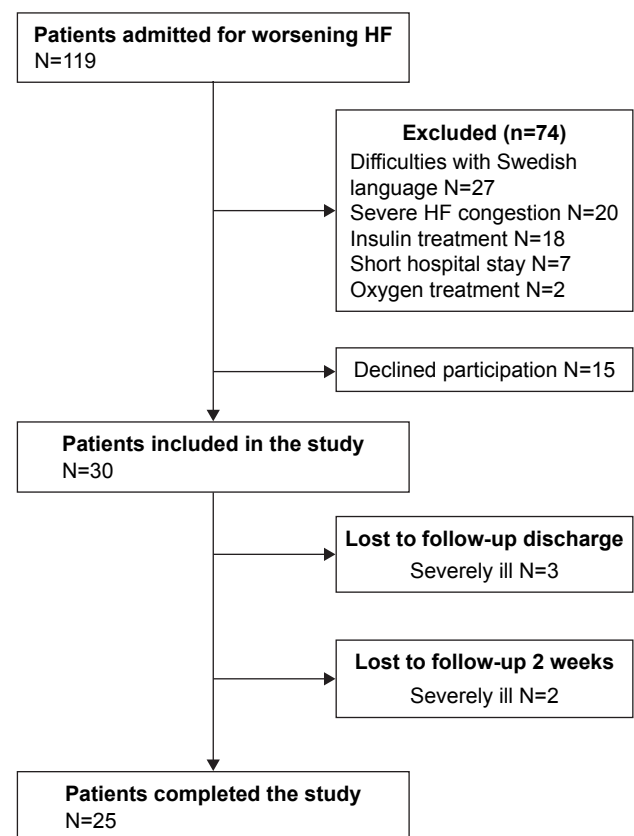 Patients admitted for worsening HF
N=119
Excluded (n=74)
Difficulties with Swedish
language N=27
Severe HF congestion N=20
Insulin treatment N=18
Short hospital stay N=7
Oxygen treatment N=2
Declined participation N=15
Patients included in the study
N=30
Lost to follow-up discharge
Severely ill N=3
Lost to follow-up 2 weeks
Severely ill N=2
Patients completed the study
N=25